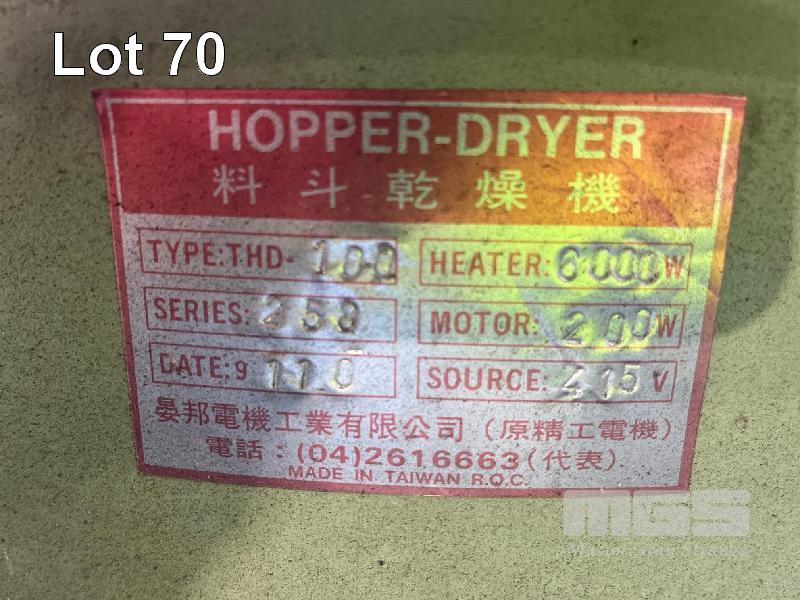 Lot 70
HOPPER-DRYER
料斗乾燥機
TYPE:THD- 100
HEATER: 6000W
SERIES: 258
MOTOR: 200W
DATE: 9 110
SOURCE: 415 V
晏邦電機工業有限公司(原精工電機)
電話:(04)2616663(代表)
MADE IN TAIWAN R.O.C.
MGS